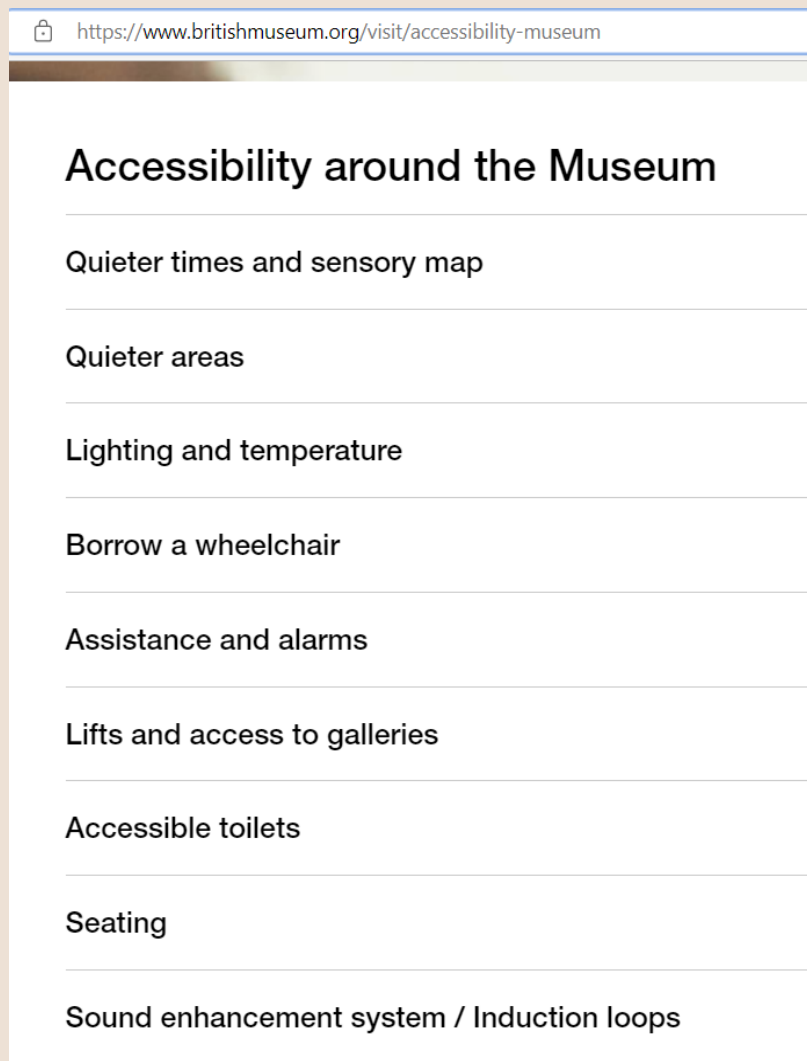 https://www.britishmuseum.org/visit/accessibility-museum
Accessibility around the Museum
Quieter times and sensory map
Quieter areas
Lighting and temperature
Borrow a wheelchair
Assistance and alarms
Lifts and access to galleries
Accessible toilets
Seating
Sound enhancement system / Induction loops